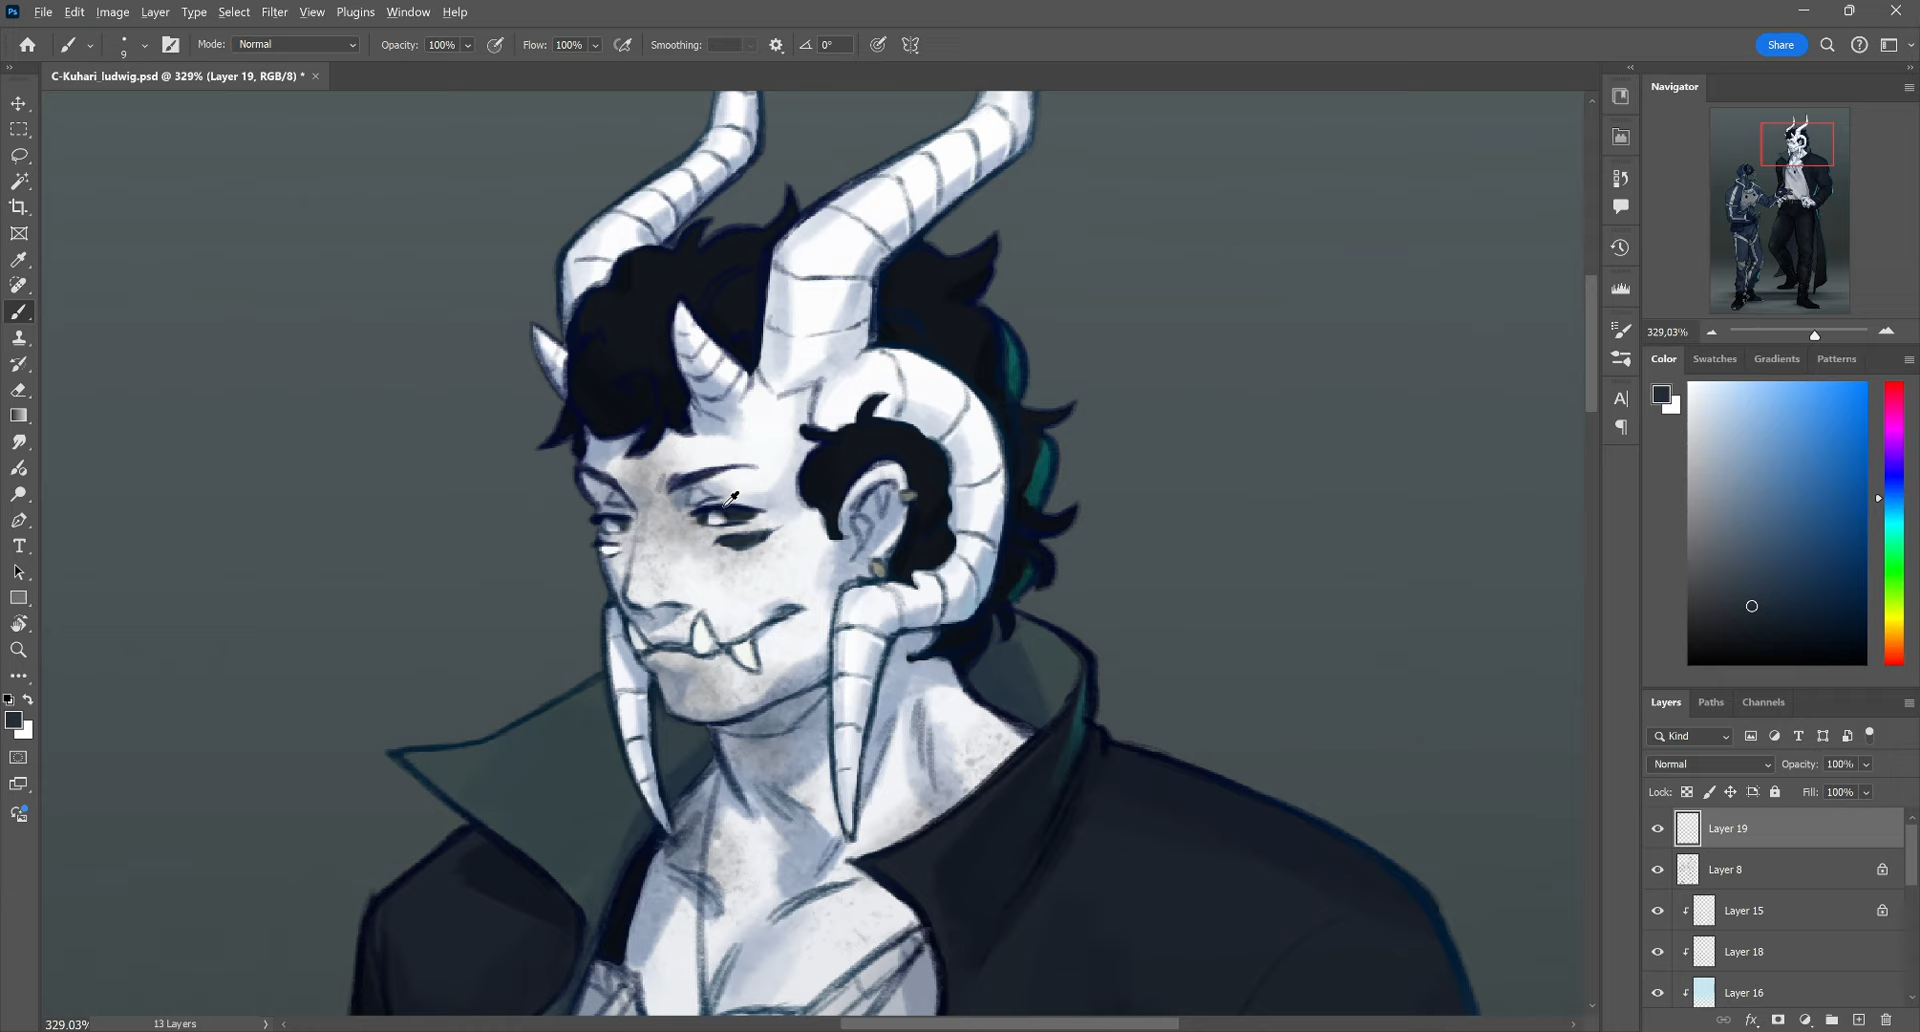 Ps File Edit Image Layer Type Select Filter View Plugins Window Help
9 Mode: Normal Opacity: 100% Flow: 100% Smoothing: 0° Share
C-Kuhari_ludwig.psd @ 329% (Layer 19, RGB/8) *
Navigator
329,03%
Color Swatches Gradients Patterns
Layers Paths Channels
Kind
Normal Opacity: 100%
Lock: Fill: 100%
Layer 19
Layer 8
Layer 15
Layer 18
Layer 16
329.03% 13 Layers